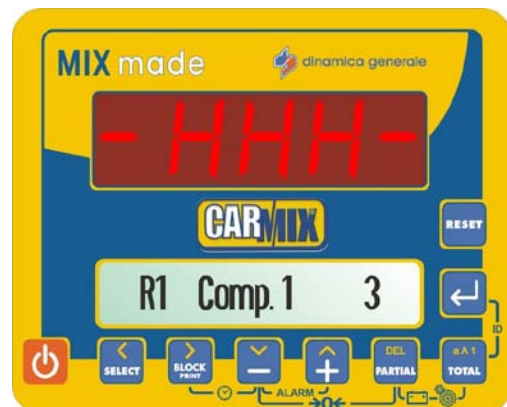 MIX made
dinamica generale
-HHH-
CARMIX
RESET
R1 Comp. 1 3
ID
SELECT
BLOCK
PRINT
−
+
DEL
PARTIAL
a A 1
TOTAL
ALARM
→0←